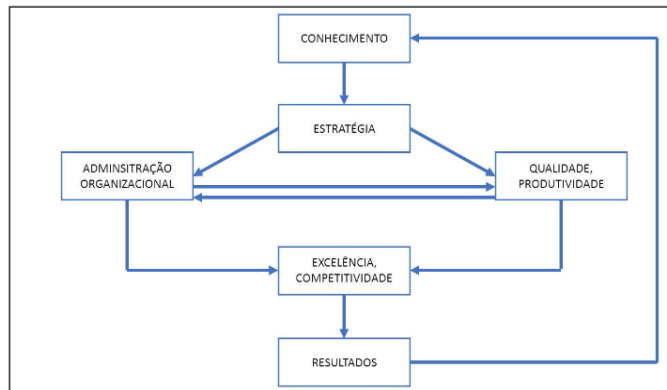 CONHECIMENTO
ESTRATÉGIA
ADMINSITRAÇÃO
ORGANIZACIONAL
QUALIDADE,
PRODUTIVIDADE
EXCELÊNCIA,
COMPETITIVIDADE
RESULTADOS